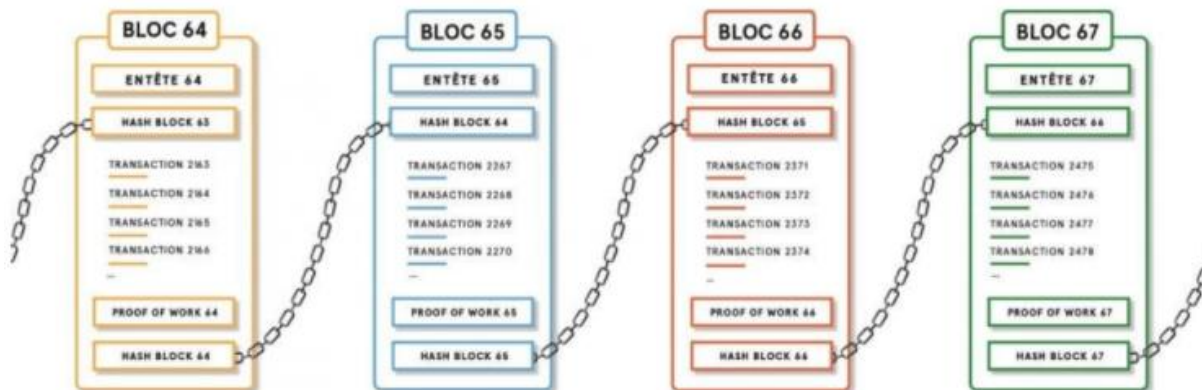 BLOC 64
ENTÊTE 64
HASH BLOCK 63
TRANSACTION 2163
TRANSACTION 2164
TRANSACTION 2165
TRANSACTION 2166
...
PROOF OF WORK 64
HASH BLOCK 64
BLOC 65
ENTÊTE 65
HASH BLOCK 64
TRANSACTION 2267
TRANSACTION 2268
TRANSACTION 2269
TRANSACTION 2270
...
PROOF OF WORK 65
HASH BLOCK 65
BLOC 66
ENTÊTE 66
HASH BLOCK 65
TRANSACTION 2371
TRANSACTION 2372
TRANSACTION 2373
TRANSACTION 2374
...
PROOF OF WORK 66
HASH BLOCK 66
BLOC 67
ENTÊTE 67
HASH BLOCK 66
TRANSACTION 2475
TRANSACTION 2476
TRANSACTION 2477
TRANSACTION 2478
...
PROOF OF WORK 67
HASH BLOCK 67